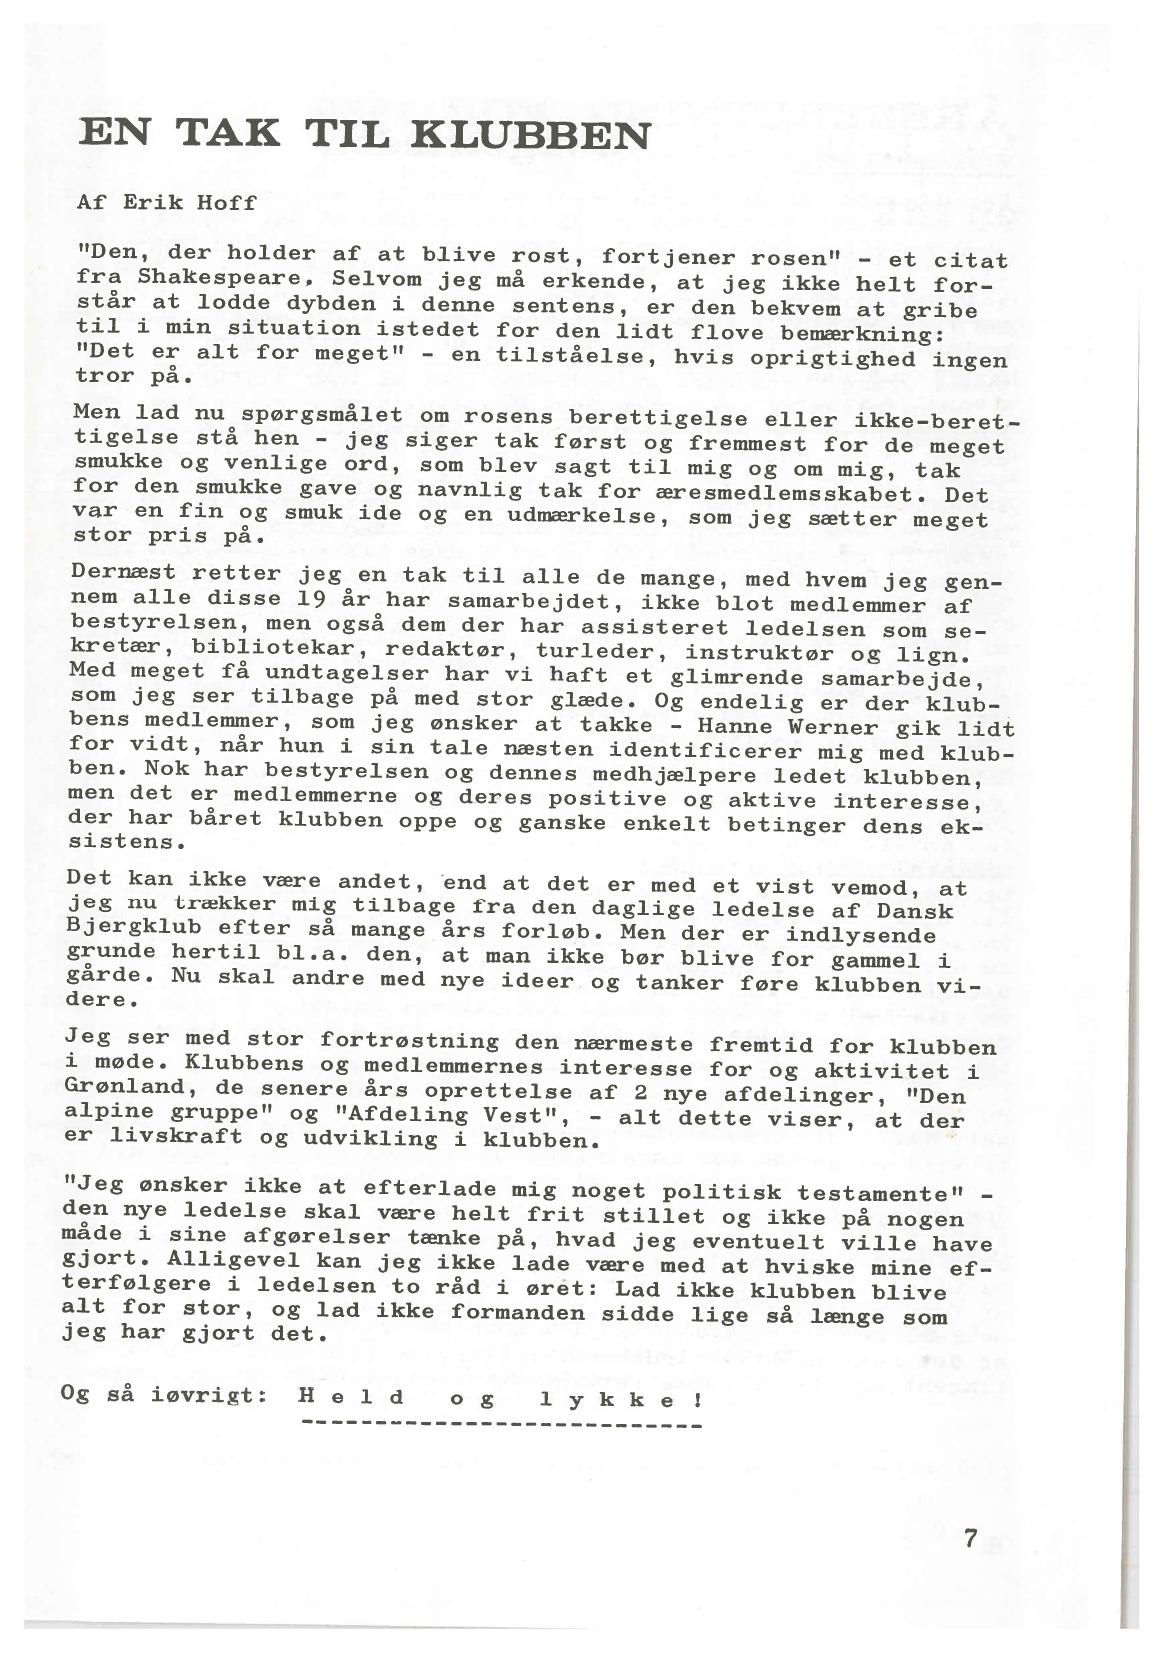 EN TAK TIL KLUBBEN
Af Erik Hoff
"Den, der holder af at blive rost, fortjener rosen" - et citat
fra Shakespeare. Selvom jeg må erkende, at jeg ikke helt for-
står at lodde dybden i denne sentens, er den bekvem at gribe
til i min situation istedet for den lidt flove bemærkning:
"Det er alt for meget" - en tilståelse, hvis oprigtighed ingen
tror på.
Men lad nu spørgsmålet om rosens berettigelse eller ikke-beret-
tigelse stå hen - jeg siger tak først og fremmest for de meget
smukke og venlige ord, som blev sagt til mig og om mig, tak
for den smukke gave og navnlig tak for æresmedlemsskabet. Det
var en fin og smuk ide og en udmærkelse, som jeg sætter meget
stor pris på.
Dernæst retter jeg en tak til alle de mange, med hvem jeg gen-
nem alle disse 19 år har samarbejdet, ikke blot medlemmer af
bestyrelsen, men også dem der har assisteret ledelsen som se-
kretær, bibliotekar, redaktør, turleder, instruktør og lign.
Med meget få undtagelser har vi haft et glimrende samarbejde,
som jeg ser tilbage på med stor glæde. Og endelig er der klub-
bens medlemmer, som jeg ønsker at takke - Hanne Werner gik lidt
for vidt, når hun i sin tale næsten identificerer mig med klub-
ben. Nok har bestyrelsen og dennes medhjælpere ledet klubben,
men det er medlemmerne og deres positive og aktive interesse,
der har båret klubben oppe og ganske enkelt betinger dens ek-
sistens.
Det kan ikke være andet, end at det er med et vist vemod, at
jeg nu trækker mig tilbage fra den daglige ledelse af Dansk
Bjergklub efter så mange års forløb. Men der er indlysende
grunde hertil bl.a. den, at man ikke bør blive for gammel i
gårde. Nu skal andre med nye ideer og tanker føre klubben vi-
dere.
Jeg ser med stor fortrøstning den nærmeste fremtid for klubben
i møde. Klubbens og medlemmernes interesse for og aktivitet i
Grønland, de senere års oprettelse af 2 nye afdelinger, "Den
alpine gruppe" og "Afdeling Vest", - alt dette viser, at der
er livskraft og udvikling i klubben.
"Jeg ønsker ikke at efterlade mig noget politisk testamente" -
den nye ledelse skal være helt frit stillet og ikke på nogen
måde i sine afgørelser tænke på, hvad jeg eventuelt ville have
gjort. Alligevel kan jeg ikke lade være med at hviske mine ef-
terfølgere i ledelsen to råd i øret: Lad ikke klubben blive
alt for stor, og lad ikke formanden sidde lige så længe som
jeg har gjort det.
Og så iøvrigt: H e l d o g l y k k e !
7